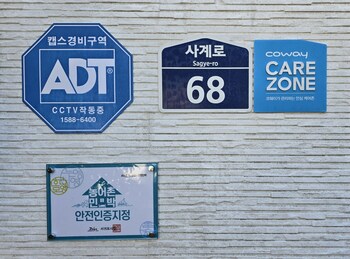 캡스경비구역
ADT
CCTV작동중
1588-6400
사계로
Sagye-ro
68
coway
CARE
ZONE
농어촌
민박
안전인증지정